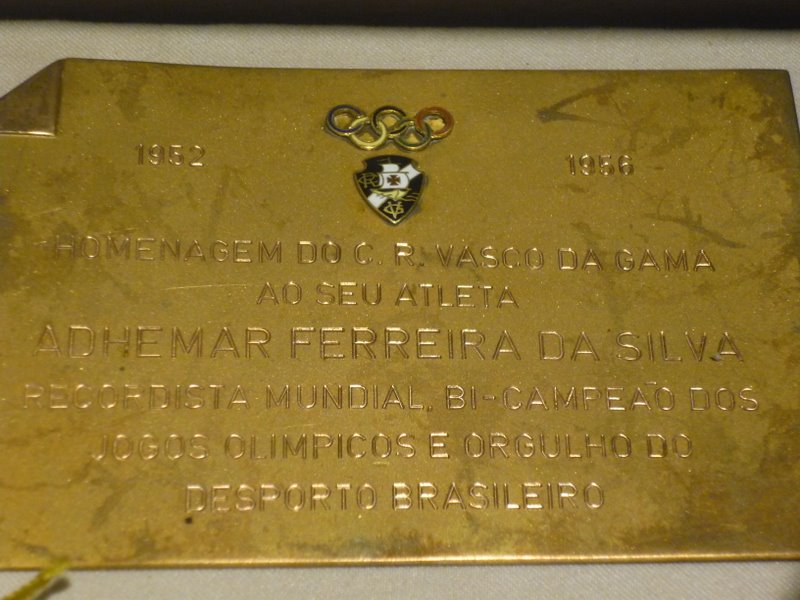 1952 1956
HOMENAGEM DO C. R. VASCO DA GAMA
AO SEU ATLETA
ADHEMAR FERREIRA DA SILVA
RECORDISTA MUNDIAL, BI-CAMPEÃO DOS
JOGOS OLIMPICOS E ORGULHO DO
DESPORTO BRASILEIRO